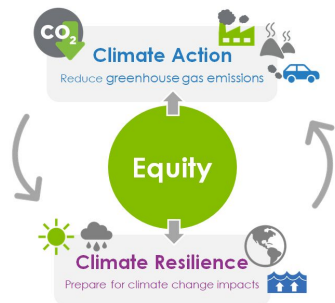 CO2
Climate Action
Reduce greenhouse gas emissions
Equity
Climate Resilience
Prepare for climate change impacts